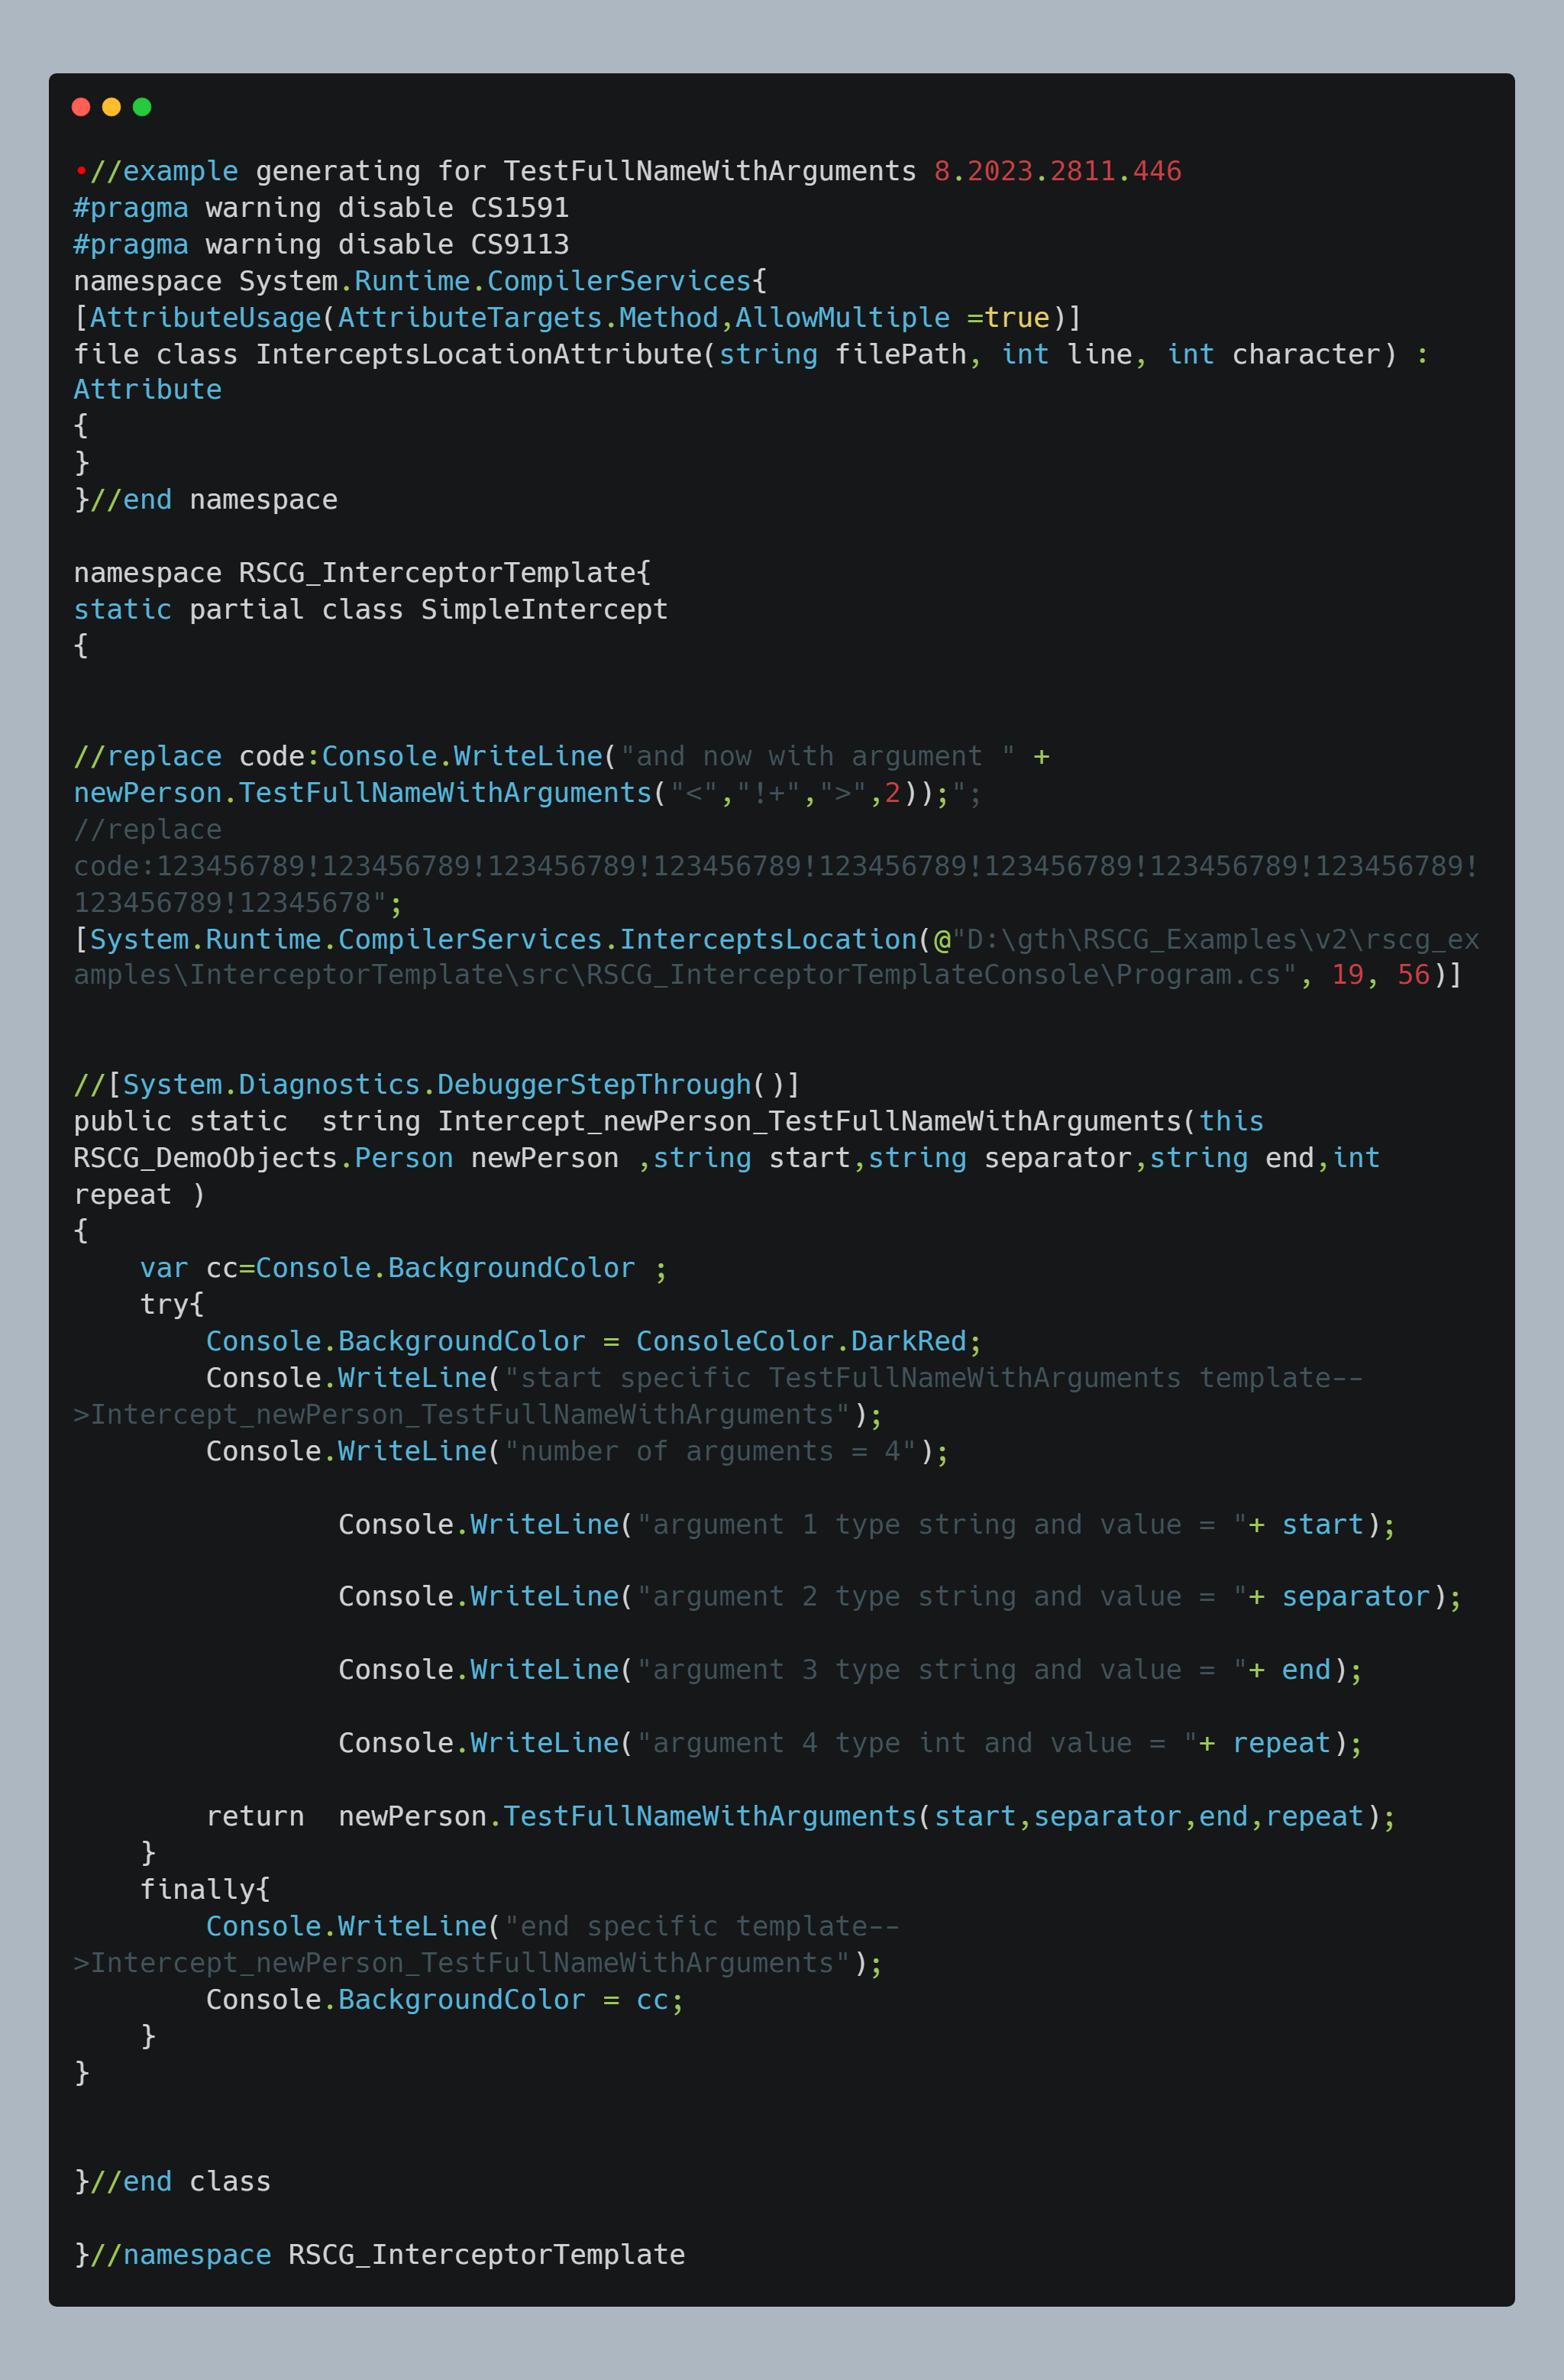 •//example generating for TestFullNameWithArguments 8.2023.2811.446
#pragma warning disable CS1591
#pragma warning disable CS9113
namespace System.Runtime.CompilerServices{
[AttributeUsage(AttributeTargets.Method,AllowMultiple =true)]
file class InterceptsLocationAttribute(string filePath, int line, int character) :
Attribute
{
}
}//end namespace

namespace RSCG_InterceptorTemplate{
static partial class SimpleIntercept
{

//replace code:Console.WriteLine("and now with argument " +
newPerson.TestFullNameWithArguments("<","!+",">",2));";
//replace
code:123456789!123456789!123456789!123456789!123456789!123456789!123456789!123456789!
123456789!12345678";
[System.Runtime.CompilerServices.InterceptsLocation(@"D:\gth\RSCG_Examples\v2\rscg_ex
amples\InterceptorTemplate\src\RSCG_InterceptorTemplateConsole\Program.cs", 19, 56)]

//[System.Diagnostics.DebuggerStepThrough()]
public static  string Intercept_newPerson_TestFullNameWithArguments(this
RSCG_DemoObjects.Person newPerson ,string start,string separator,string end,int
repeat )
{
    var cc=Console.BackgroundColor ;
    try{
        Console.BackgroundColor = ConsoleColor.DarkRed;
        Console.WriteLine("start specific TestFullNameWithArguments template--
>Intercept_newPerson_TestFullNameWithArguments");
        Console.WriteLine("number of arguments = 4");

                Console.WriteLine("argument 1 type string and value = "+ start);

                Console.WriteLine("argument 2 type string and value = "+ separator);

                Console.WriteLine("argument 3 type string and value = "+ end);

                Console.WriteLine("argument 4 type int and value = "+ repeat);

        return  newPerson.TestFullNameWithArguments(start,separator,end,repeat);
    }
    finally{
        Console.WriteLine("end specific template--
>Intercept_newPerson_TestFullNameWithArguments");
        Console.BackgroundColor = cc;
    }
}

}//end class

}//namespace RSCG_InterceptorTemplate